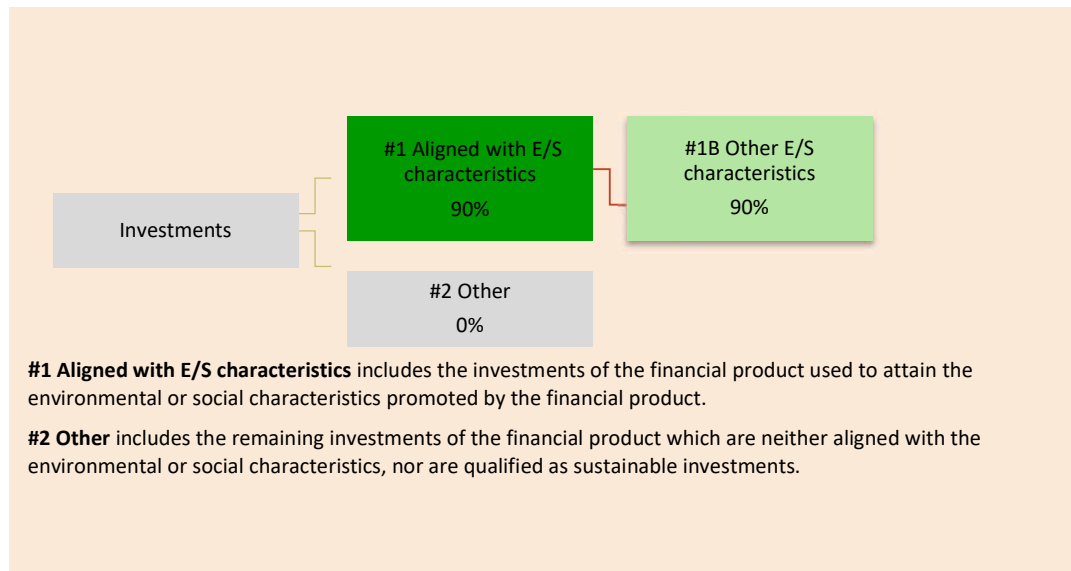 #1 Aligned with E/S
characteristics
90%
#1B Other E/S
characteristics
90%
Investments
#2 Other
0%
#1 Aligned with E/S characteristics includes the investments of the financial product used to attain the
environmental or social characteristics promoted by the financial product.
#2 Other includes the remaining investments of the financial product which are neither aligned with the
environmental or social characteristics, nor are qualified as sustainable investments.